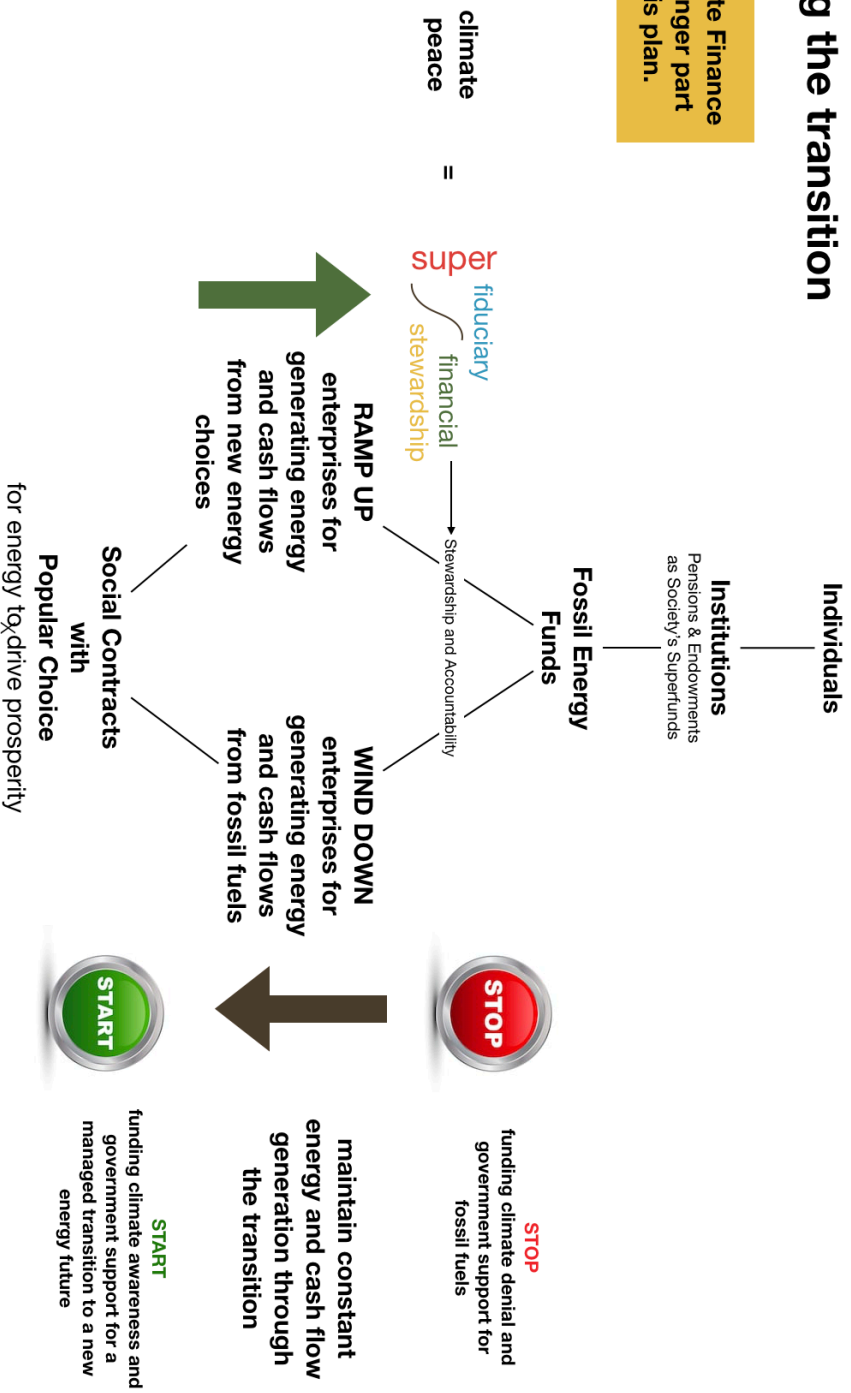 g the transition
te Finance
nger part
is plan.
Individuals
Institutions
Pensions & Endowments
as Society's Superfunds
Fossil Energy
Funds
climate
peace
=
super
fiduciary
financial
stewardship
Stewardship and Accountability
RAMP UP
enterprises for
generating energy
and cash flows
from new energy
choices
WIND DOWN
enterprises for
generating energy
and cash flows
from fossil fuels
Social Contracts
with
Popular Choice
for energy to drive prosperity
STOP
STOP
funding climate denial and
government support for
fossil fuels
maintain constant
energy and cash flow
generation through
the transition
START
START
funding climate awareness and
government support for a
managed transition to a new
energy future